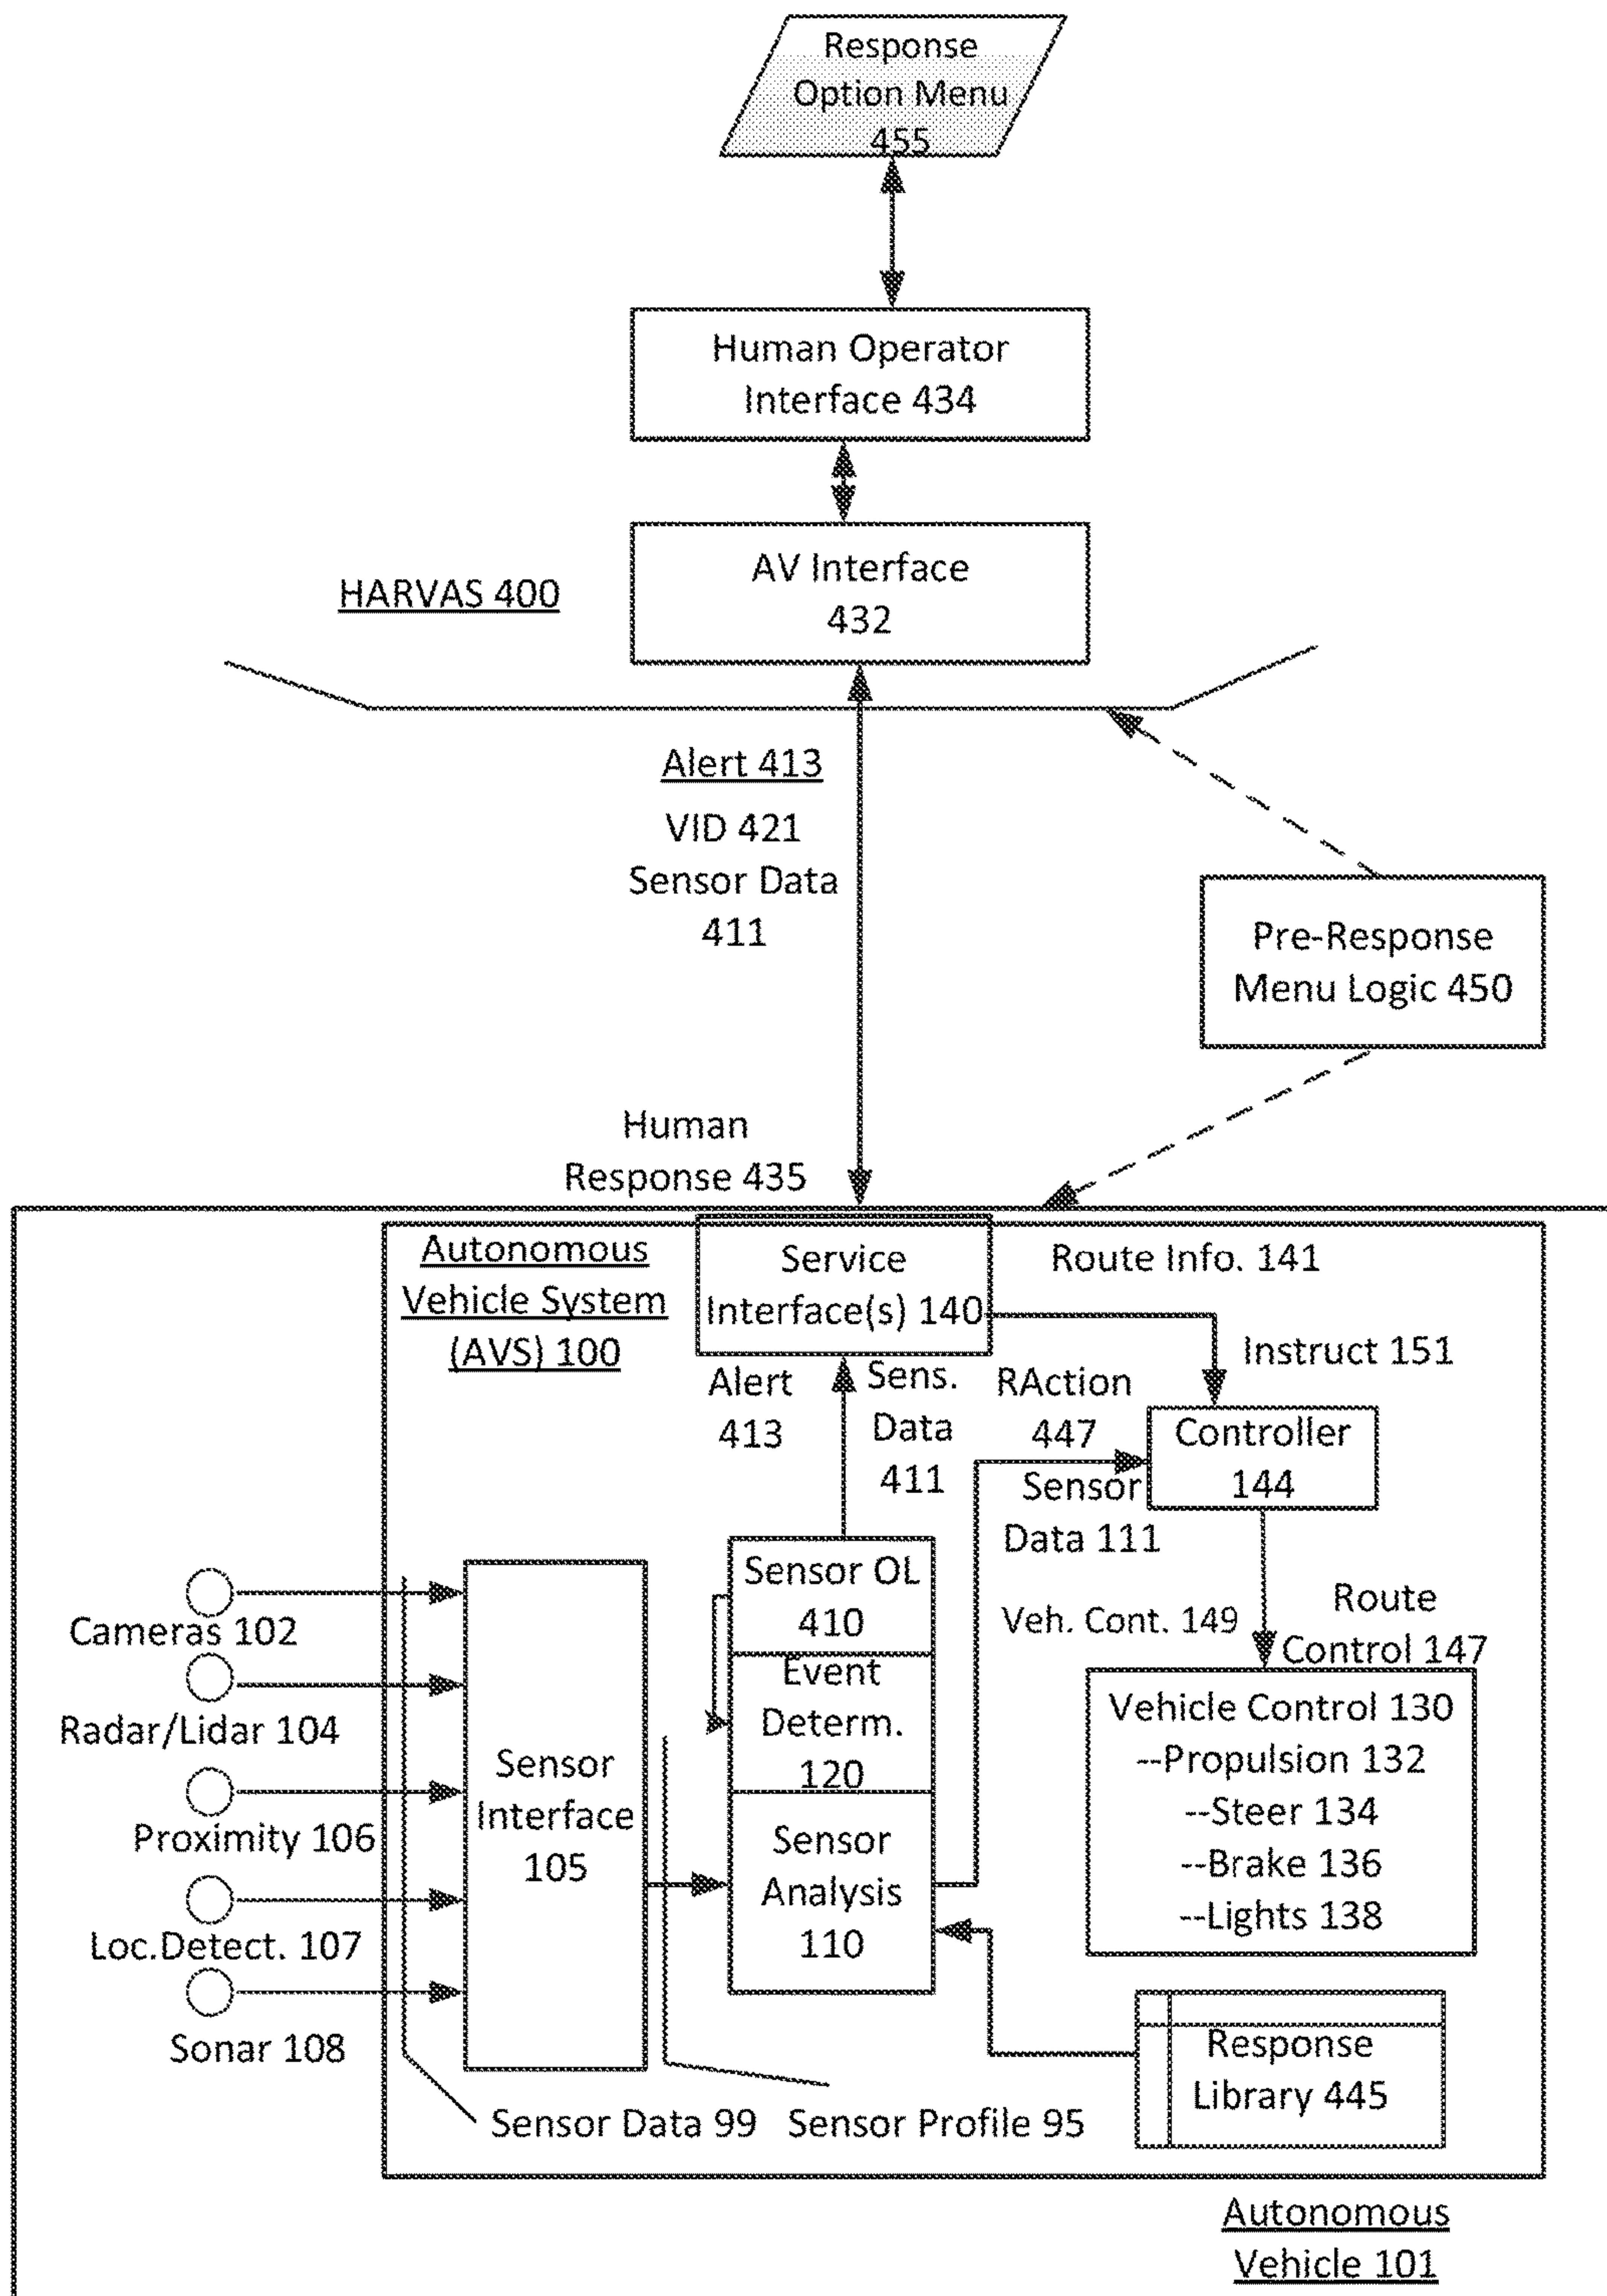 Response
Option Menu
455
Human Operator
Interface 434
AV Interface
432
HARVAS 400
Alert 413
VID 421
Sensor Data
411
Pre-Response
Menu Logic 450
Human
Response 435
Autonomous
Vehicle System
(AVS) 100
Service
Interface(s) 140
Route Info. 141
Instruct 151
Alert
413
Sens.
Data
411
RAction
447
Sensor
Data 111
Controller
144
Sensor OL
410
Event
Determ.
120
Sensor
Analysis
110
Veh. Cont. 149
Route
Control 147
Vehicle Control 130
--Propulsion 132
--Steer 134
--Brake 136
--Lights 138
Cameras 102
Radar/Lidar 104
Proximity 106
Loc.Detect. 107
Sonar 108
Sensor
Interface
105
Response
Library 445
Sensor Data 99
Sensor Profile 95
Autonomous
Vehicle 101